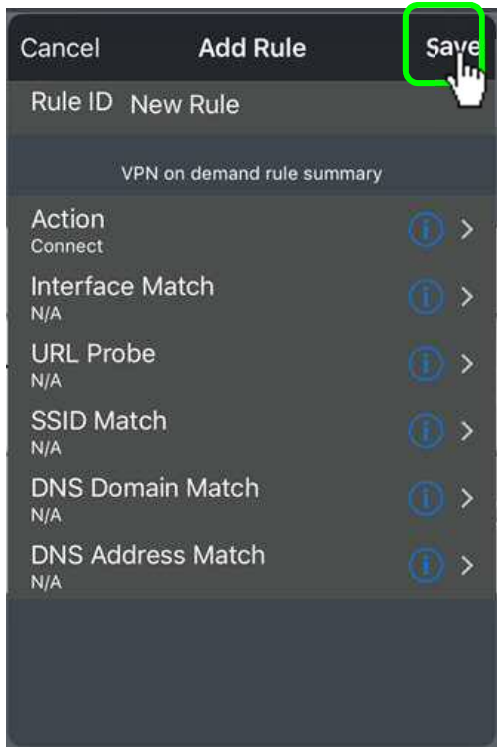 Cancel Add Rule Save
Rule ID New Rule
VPN on demand rule summary
Action
Connect
Interface Match
N/A
URL Probe
N/A
SSID Match
N/A
DNS Domain Match
N/A
DNS Address Match
N/A